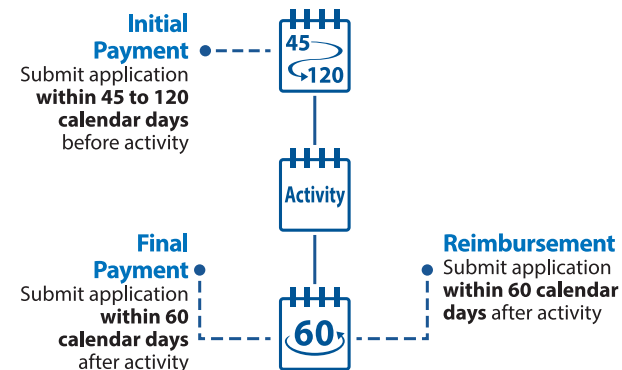 Initial
Payment
Submit application
within 45 to 120
calendar days
before activity
45
120
Activity
Final
Payment
Submit application
within 60
calendar days
after activity
60
Reimbursement
Submit application
within 60 calendar
days after activity